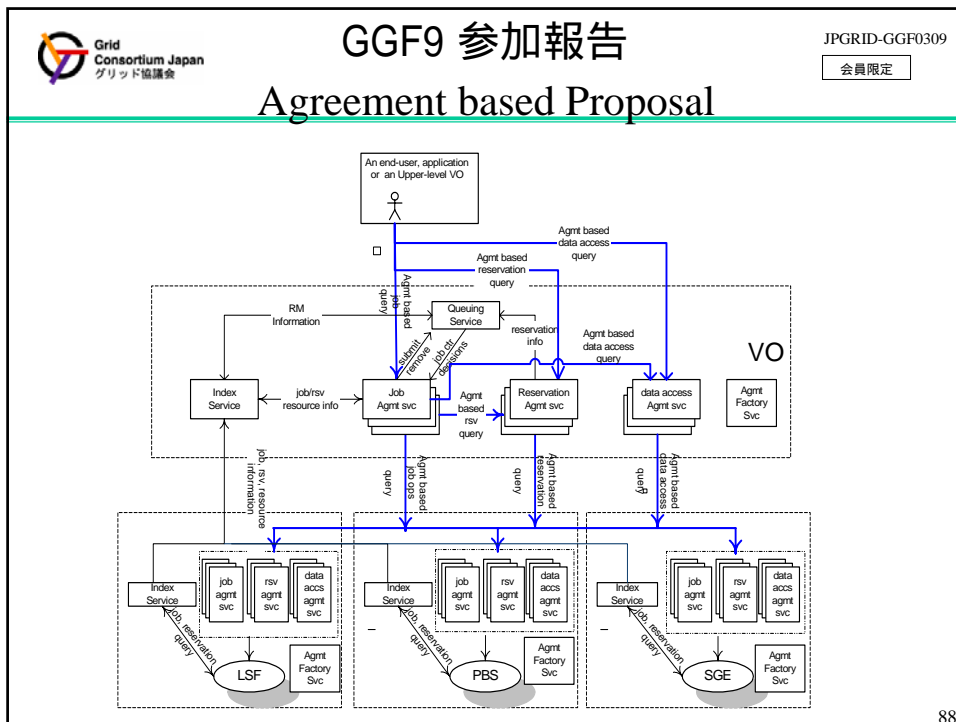 Grid
Consortium Japan
グリッド協議会
GGF9 参加報告
JPGRID-GGF0309
会員限定
Agreement based Proposal
An end-user, application
or an Upper-level VO
Agmt based
data access
query
Agmt based
reservation
query
Agmt based
job
query
RM
Information
Queuing
Service
submit
remove
job ctr
decisions
reservation
info
Agmt based
data access
query
VO
Index
Service
job/rsv
resource info
Job
Agmt svc
Agmt
based
rsv
query
Reservation
Agmt svc
data access
Agmt svc
Agmt
Factory
Svc
job, rsv, resource
information
Agmt based
job ops
query
Agmt based
reservation
query
Agmt based
data access
query
Index
Service
job
agmt
svc
rsv
agmt
svc
data
accs
agmt
svc
job, reservation
query
LSF
Agmt
Factory
Svc
Index
Service
job
agmt
svc
rsv
agmt
svc
data
accs
agmt
svc
job, reservation
query
PBS
Agmt
Factory
Svc
Index
Service
job
agmt
svc
rsv
agmt
svc
data
accs
agmt
svc
job, reservation
query
SGE
Agmt
Factory
Svc
88